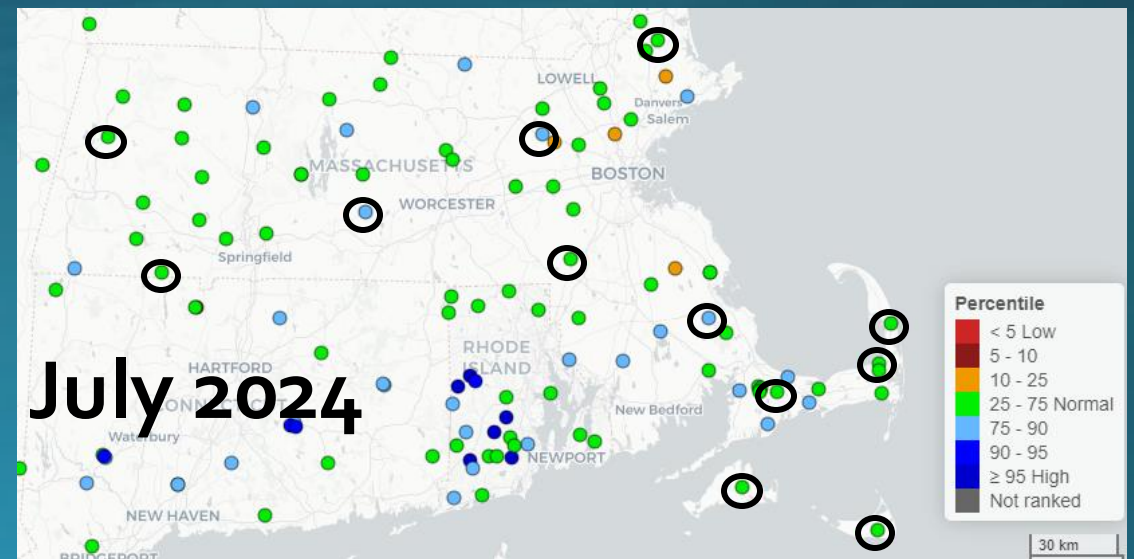 LOWELL
Danvers
Salem
MASSACHUSETTS
BOSTON
WORCESTER
Springfield
Percentile
< 5 Low
5 - 10
10 - 25
25 - 75 Normal
75 - 90
90 - 95
≥ 95 High
Not ranked
RHODE
ISLAND
HARTFORD
July 2024
CONNECTICUT
New Bedford
Waterbury
NEWPORT
NEW HAVEN
BRIDGEPORT
30 km